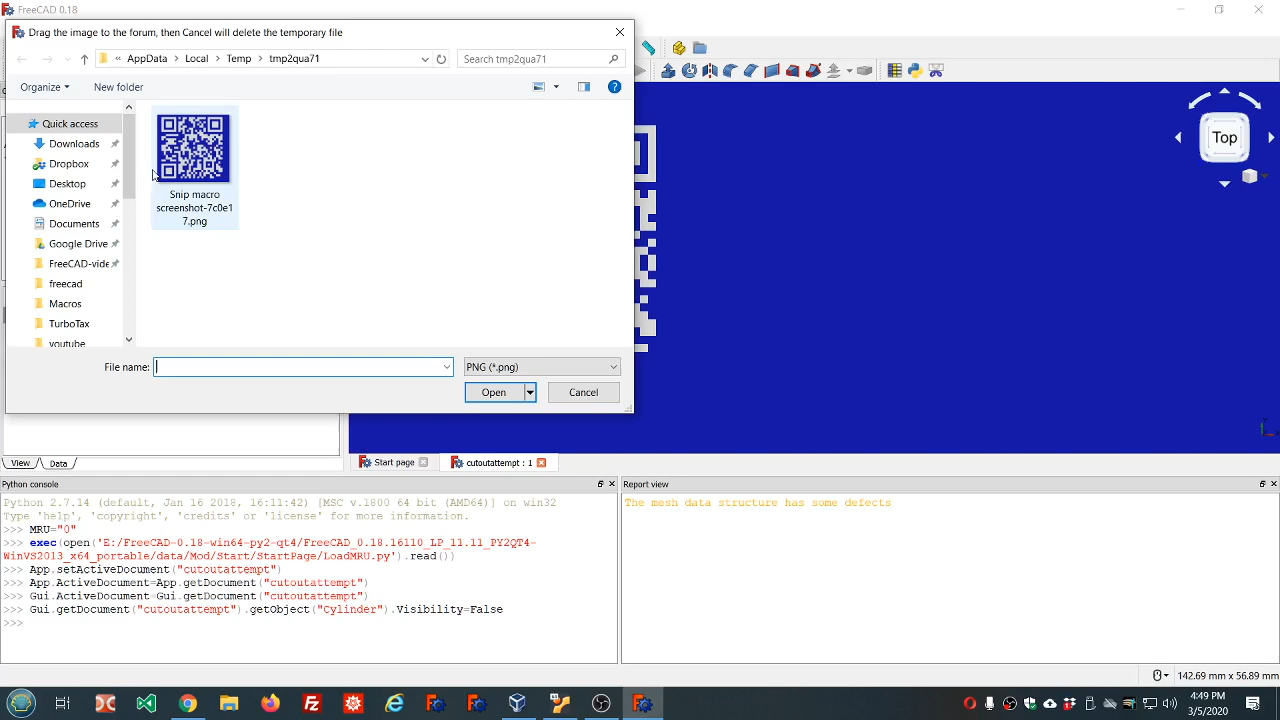 FreeCAD 0.18
Drag the image to the forum, then Cancel will delete the temporary file
« AppData > Local > Temp > tmp2qua71
Search tmp2qua71
Organize
New folder
Quick access
Downloads
Dropbox
Desktop
OneDrive
Documents
Google Drive
FreeCAD-vide
freecad
Macros
TurboTax
youtube
Snip macro
screenshot-7c0e1
7.png
File name:
PNG (*.png)
Open
Cancel
Top
View
Data
Start page
cutoutattempt : 1
Python console
Python 2.7.14 (default, Jan 16 2018, 16:11:42) [MSC v.1800 64 bit (AMD64)] on win32
Type 'help', 'copyright', 'credits' or 'license' for more information.
>>> MRU="0"
>>> exec(open('E:/FreeCAD-0.18-win64-py2-qt4/FreeCAD_0.18.16110_LP_11.11_PY2QT4-
WinVS2013_x64_portable/data/Mod/Start/StartPage/LoadMRU.py').read())
>>> App.setActiveDocument("cutoutattempt")
>>> App.ActiveDocument=App.getDocument("cutoutattempt")
>>> Gui.ActiveDocument=Gui.getDocument("cutoutattempt")
>>> Gui.getDocument("cutoutattempt").getObject("Cylinder").Visibility=False
>>>
Report view
The mesh data structure has some defects
142.69 mm x 56.89 mm
4:49 PM
3/5/2020